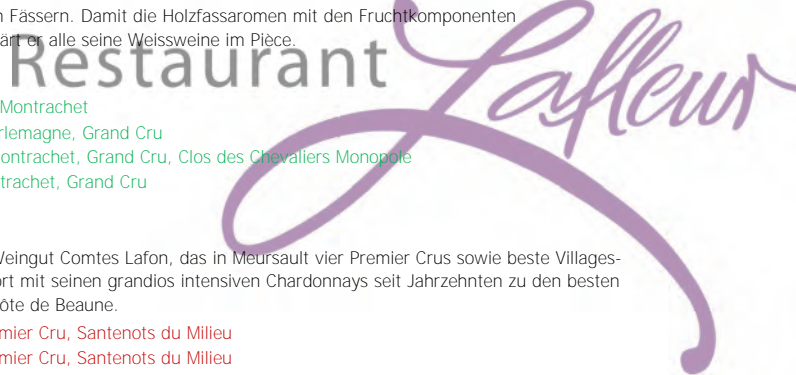 n Fässern. Damit die Holzfassaromen mit den Fruchtkomponenten
ärt er alle seine Weissweine im Pièce.
Restaurant Lafleur
Montrachet
rlemagne, Grand Cru
ontrachet, Grand Cru, Clos des Chevaliers Monopole
trachet, Grand Cru
Weingut Comtes Lafon, das in Meursault vier Premier Crus sowie beste Villages-
ort mit seinen grandios intensiven Chardonnays seit Jahrzehnten zu den besten
ôte de Beaune.
mier Cru, Santenots du Milieu
mier Cru, Santenots du Milieu